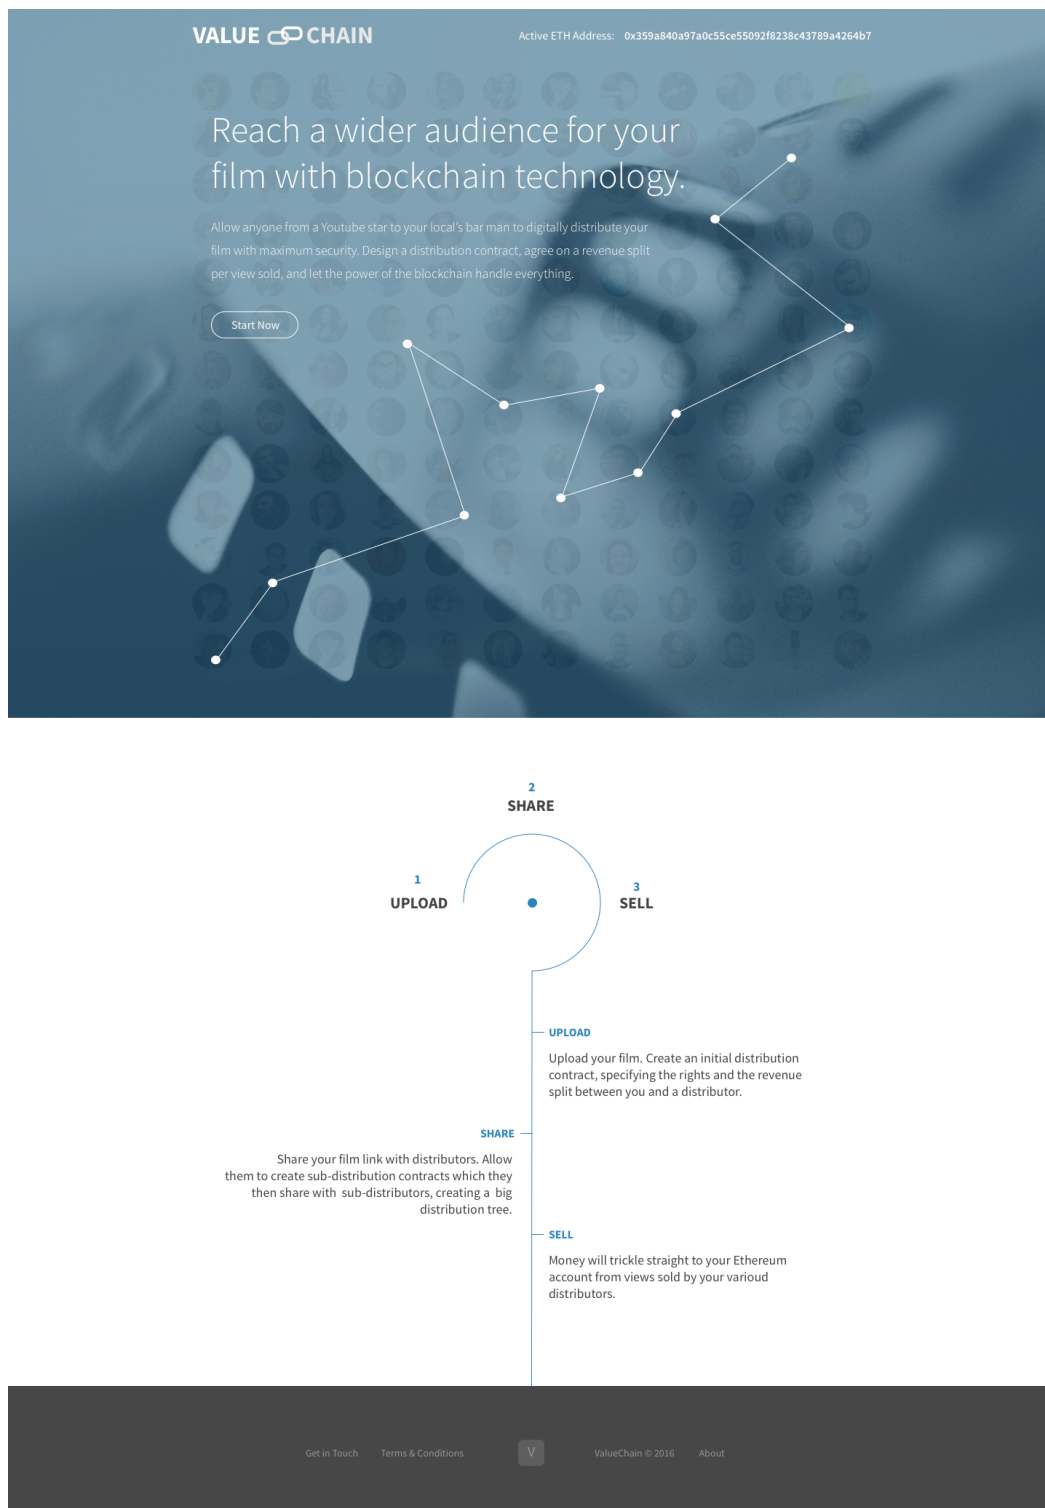 VALUE CHAIN
Active ETH Address: 0x359a840a97a0c55ce55092f8238c43789a4264b7
Reach a wider audience for your
film with blockchain technology.
Allow anyone from a Youtube star to your local's bar man to digitally distribute your
film with maximum security. Design a distribution contract, agree on a revenue split
per view sold, and let the power of the blockchain handle everything.
Start Now
2
SHARE
1
UPLOAD
3
SELL
UPLOAD
Upload your film. Create an initial distribution
contract, specifying the rights and the revenue
split between you and a distributor.
SHARE
Share your film link with distributors. Allow
them to create sub-distribution contracts which they
then share with sub-distributors, creating a big
distribution tree.
SELL
Money will trickle straight to your Ethereum
account from views sold by your varioud
distributors.
Get in Touch
Terms & Conditions
V
ValueChain © 2016
About